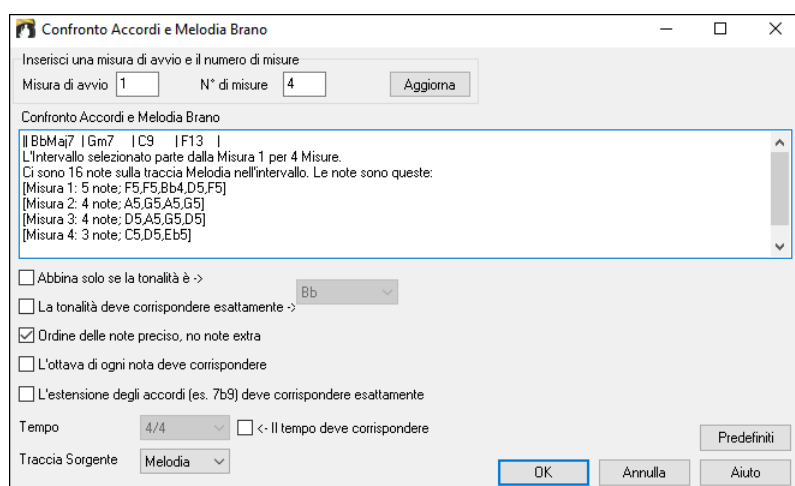 Confronto Accordi e Melodia Brano
Inserisci una misura di avvio e il numero di misure
Misura di avvio 1 N° di misure 4 Aggiorna
Confronto Accordi e Melodia Brano
|| BbMaj7 | Gm7 | C9 | F13 |
L'Intervallo selezionato parte dalla Misura 1 per 4 Misure.
Ci sono 16 note sulla traccia Melodia nell'intervallo. Le note sono queste:
[Misura 1: 5 note; F5,F5,Bb4,D5,F5]
[Misura 2: 4 note; A5,G5,A5,G5]
[Misura 3: 4 note; D5,A5,G5,D5]
[Misura 4: 3 note; C5,D5,Eb5]
Abbina solo se la tonalità è ->
Bb
La tonalità deve corrispondere esattamente ->
Ordine delle note preciso, no note extra
L'ottava di ogni nota deve corrispondere
L'estensione degli accordi (es. 7b9) deve corrispondere esattamente
Tempo 4/4 <- Il tempo deve corrispondere
Predefiniti
Traccia Sorgente Melodia
OK Annulla Aiuto